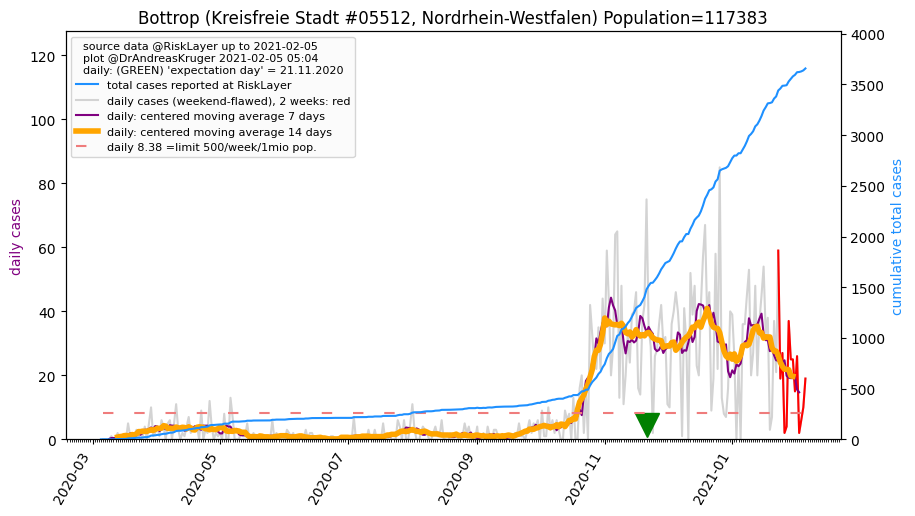 Bottrop (Kreisfreie Stadt #05512, Nordrhein-Westfalen) Population=117383
source data @RiskLayer up to 2021-02-05
plot @DrAndreasKruger 2021-02-05 05:04
daily: (GREEN) 'expectation day' = 21.11.2020
total cases reported at RiskLayer
daily cases (weekend-flawed), 2 weeks: red
daily: centered moving average 7 days
daily: centered moving average 14 days
daily 8.38 =limit 500/week/1mio pop.
daily cases
120
100
80
60
40
20
0
cumulative total cases
4000
3500
3000
2500
2000
1500
1000
500
0
2020-03
2020-05
2020-07
2020-09
2020-11
2021-01